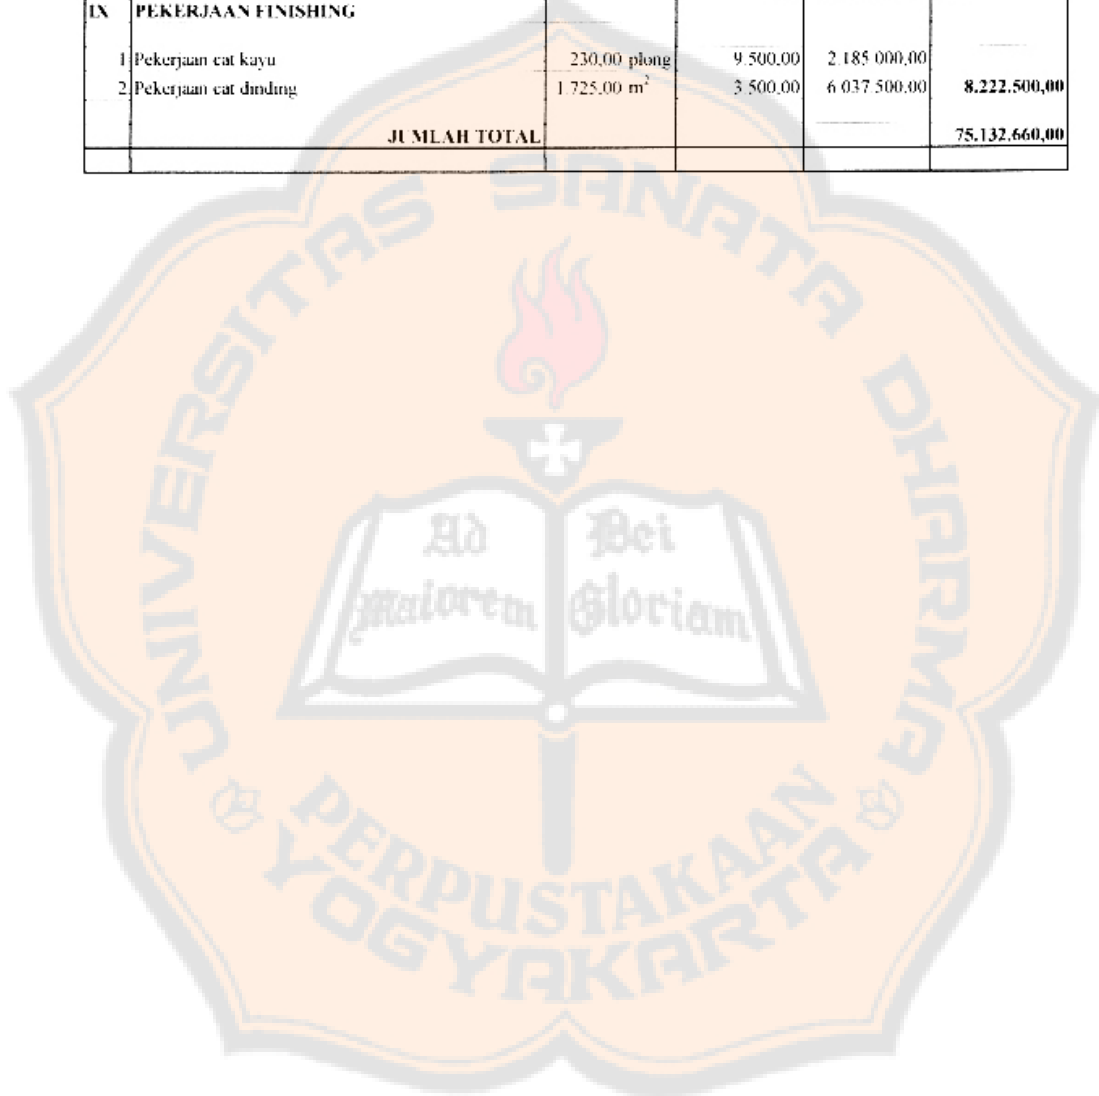 IX PEKERJAAN FINISHING
1 Pekerjaan cat kayu 230,00 plong 9.500,00 2.185.000,00
2 Pekerjaan cat dinding 1.725,00 m² 3.500,00 6.037.500,00 8.222.500,00
JUMLAH TOTAL 75.132.660,00
UNIVERSITAS SANATA DHARMA
Ad Dei
Maiorem Gloriam
PERPUSTAKAAN
YOGYAKARTA